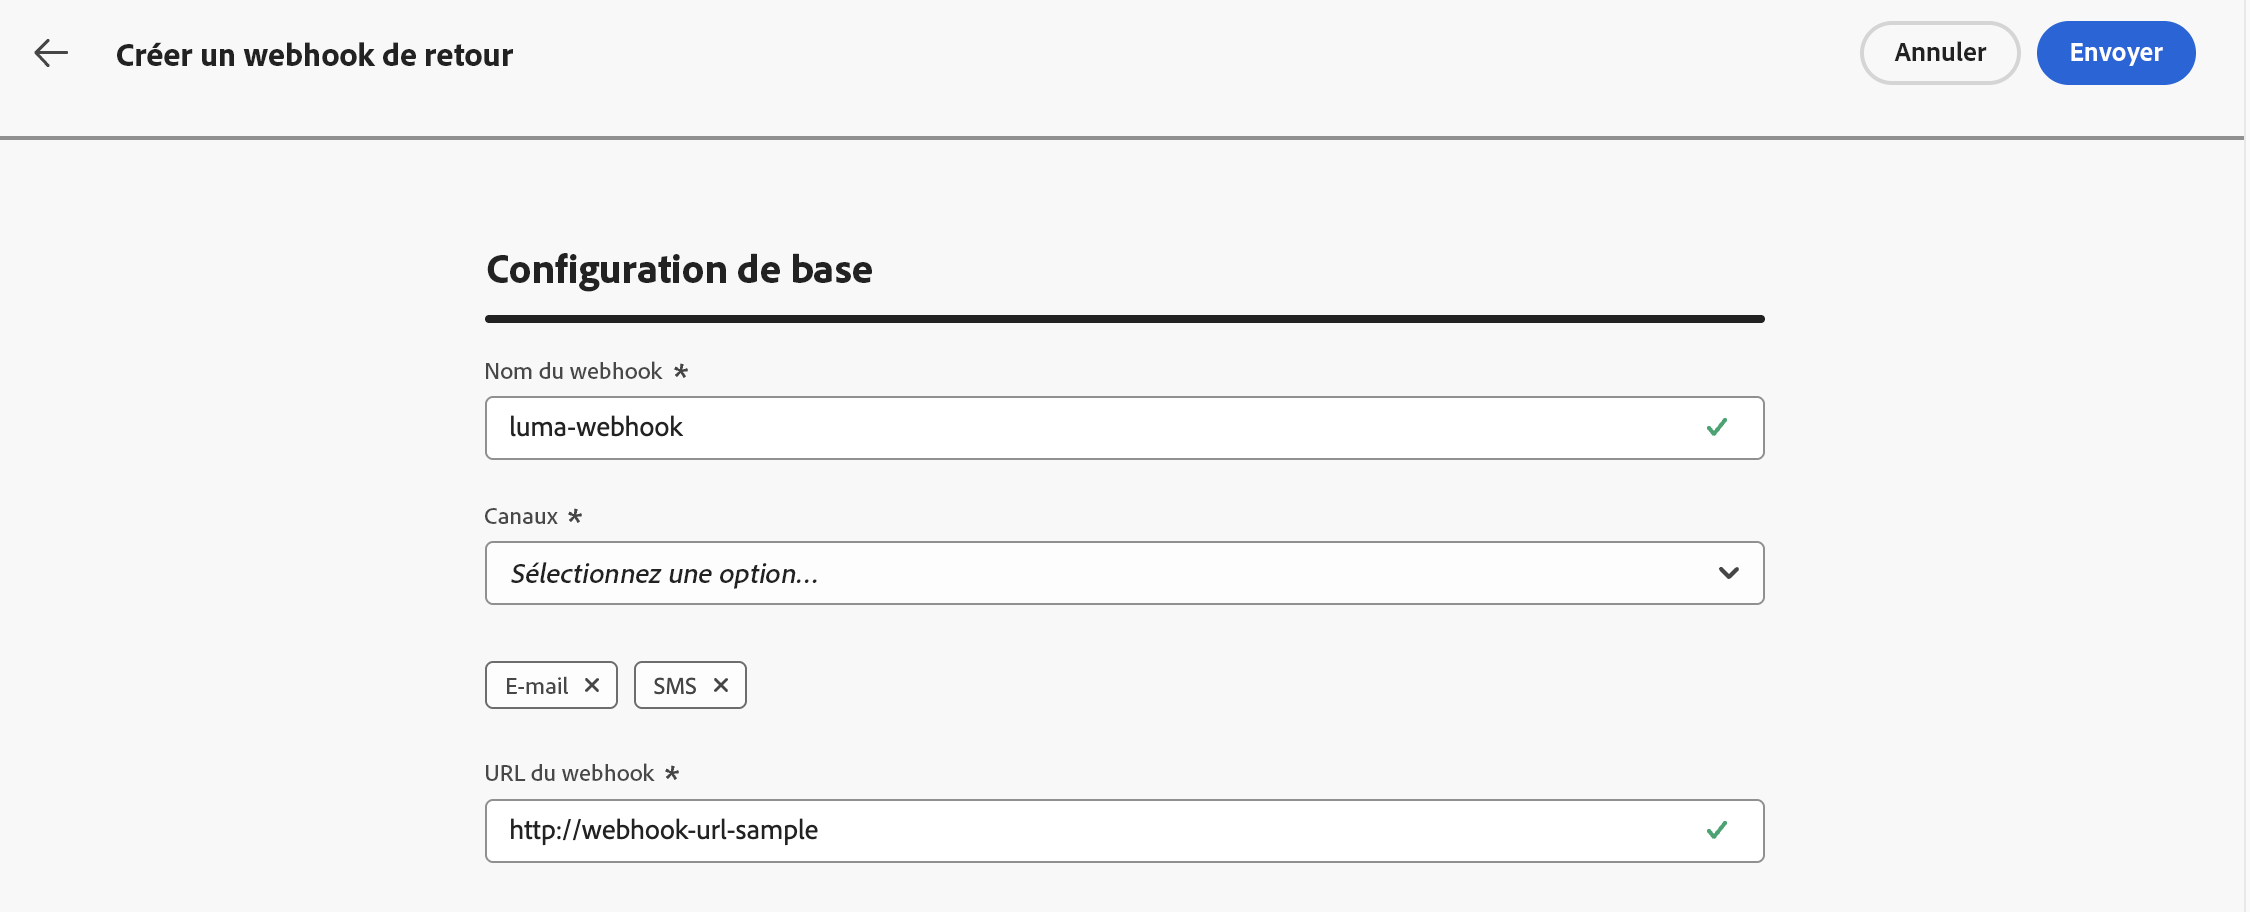 Créer un webhook de retour
Annuler
Envoyer
Configuration de base
Nom du webhook *
luma-webhook
Canaux *
Sélectionnez une option...
E-mail
SMS
URL du webhook *
http://webhook-url-sample